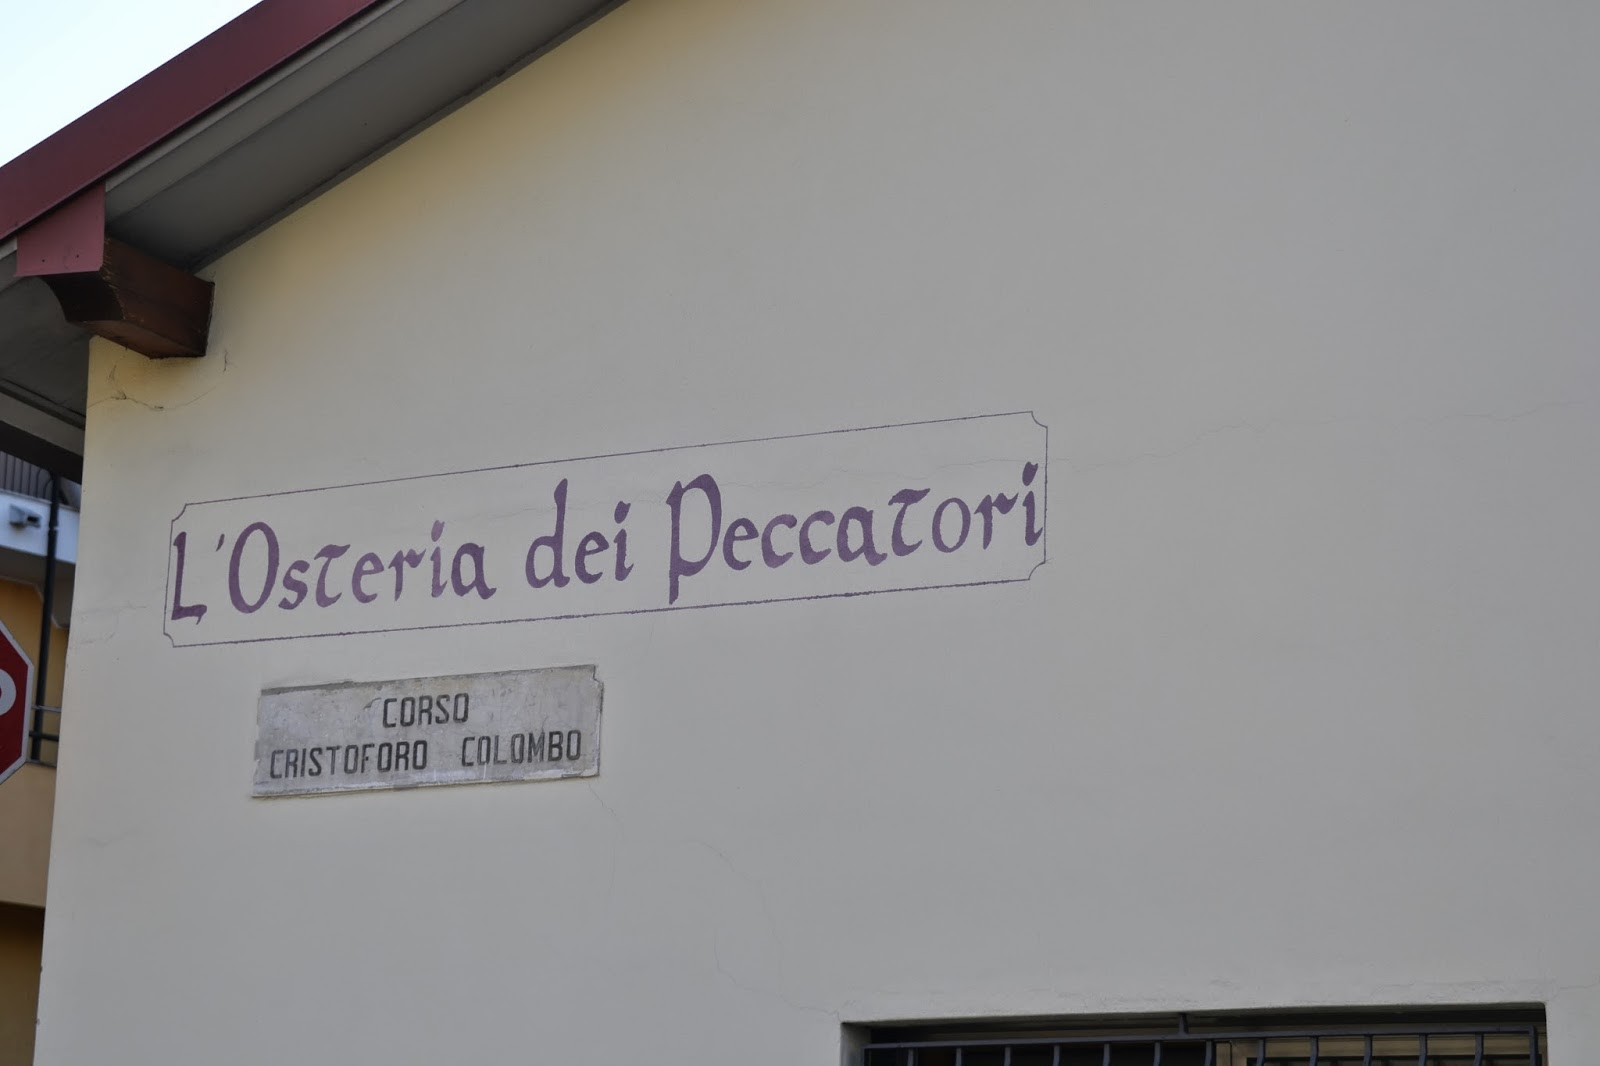 L'Osteria dei Peccatori
CORSO
CRISTOFORO COLOMBO